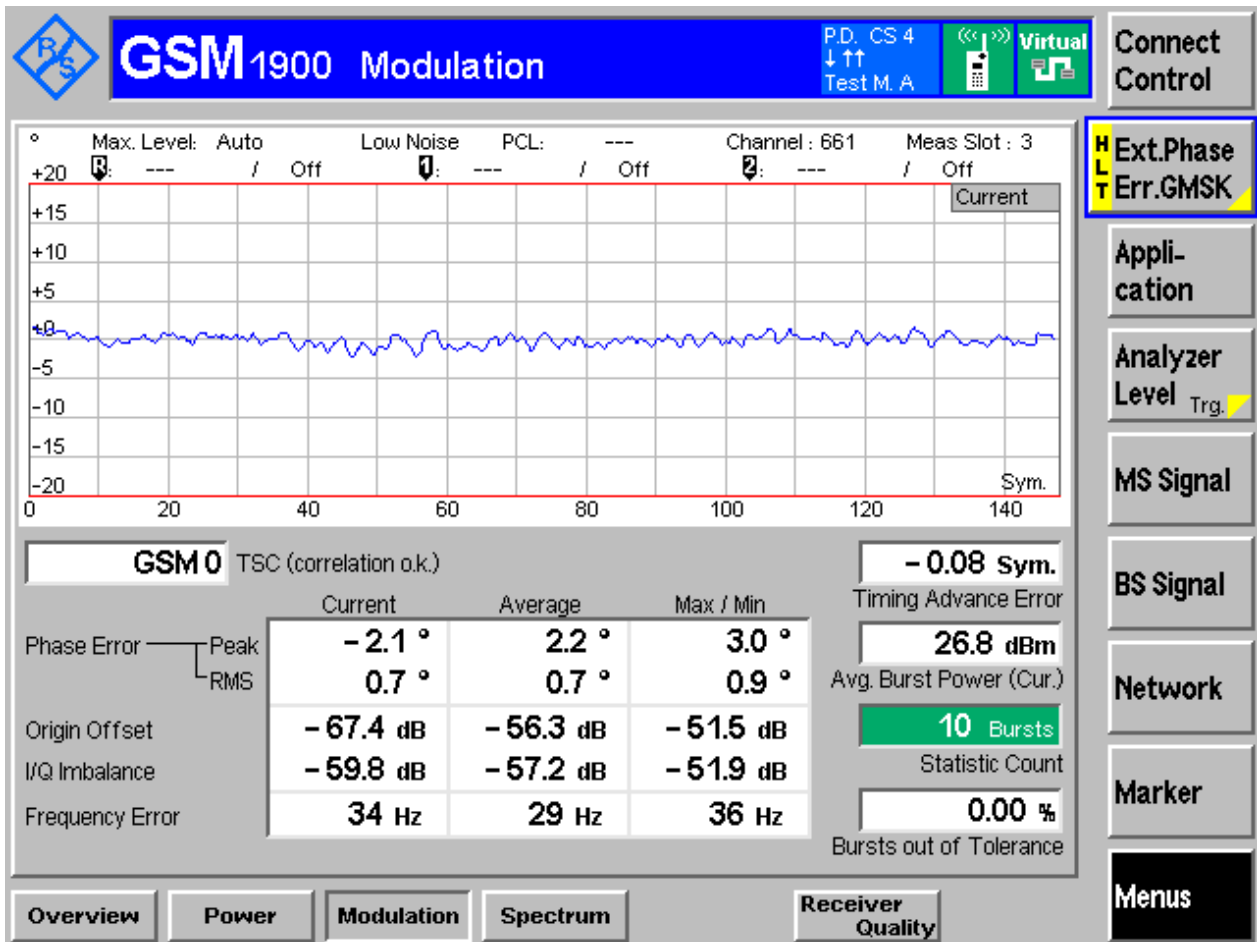 R/S
GSM 1900 Modulation
P.D. CS 4
↓ ↑↑
Test M. A
Virtual
Connect Control
° Max. Level: Auto Low Noise PCL: --- Channel : 661 Meas Slot : 3
R: --- / Off 1: --- / Off 2: --- / Off
Current
+20
+15
+10
+5
+0
−5
−10
−15
−20
Sym.
0 20 40 60 80 100 120 140
HLT
Ext.Phase
Err.GMSK
Appli-
cation
Analyzer
Level Trg.
MS Signal
BS Signal
Network
Marker
Menus
GSM 0 TSC (correlation o.k.)
Current Average Max / Min
Phase Error Peak − 2.1 ° 2.2 ° 3.0 °
RMS 0.7 ° 0.7 ° 0.9 °
Origin Offset − 67.4 dB − 56.3 dB − 51.5 dB
I/Q Imbalance − 59.8 dB − 57.2 dB − 51.9 dB
Frequency Error 34 Hz 29 Hz 36 Hz
− 0.08 Sym.
Timing Advance Error
26.8 dBm
Avg. Burst Power (Cur.)
10 Bursts
Statistic Count
0.00 %
Bursts out of Tolerance
Overview Power Modulation Spectrum Receiver Quality